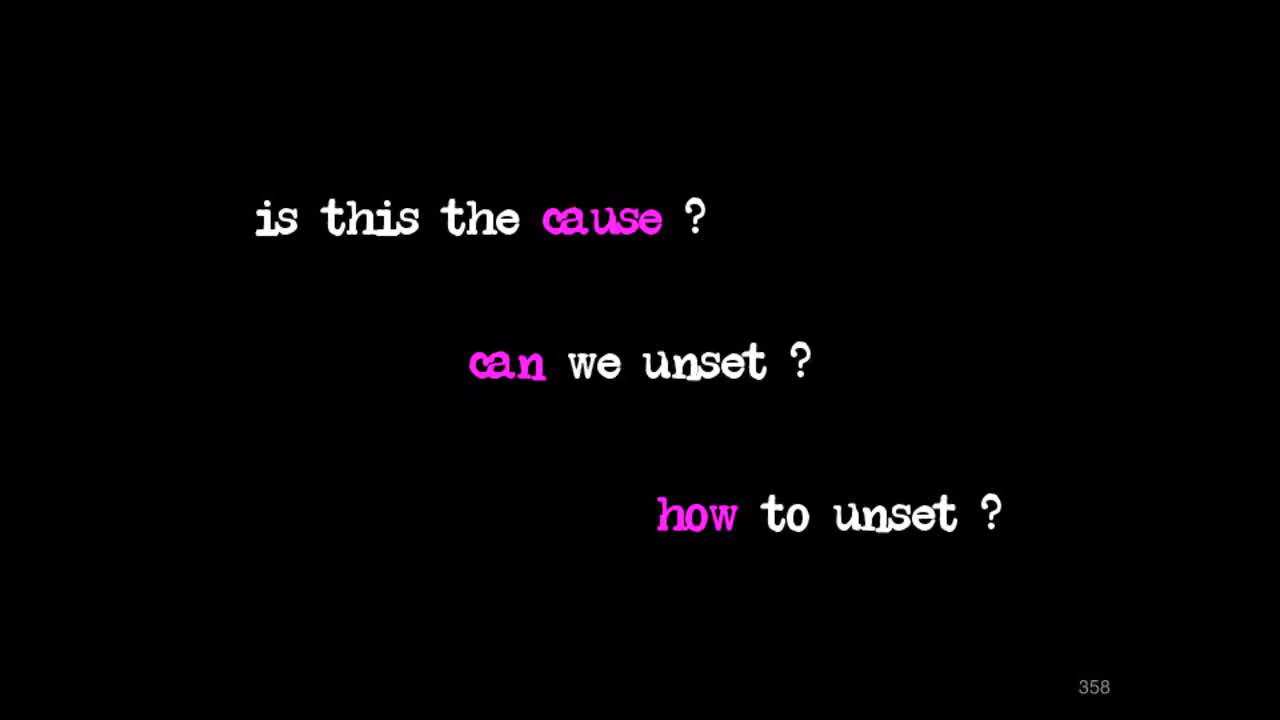 is this the cause ?
can we unset ?
how to unset ?
358